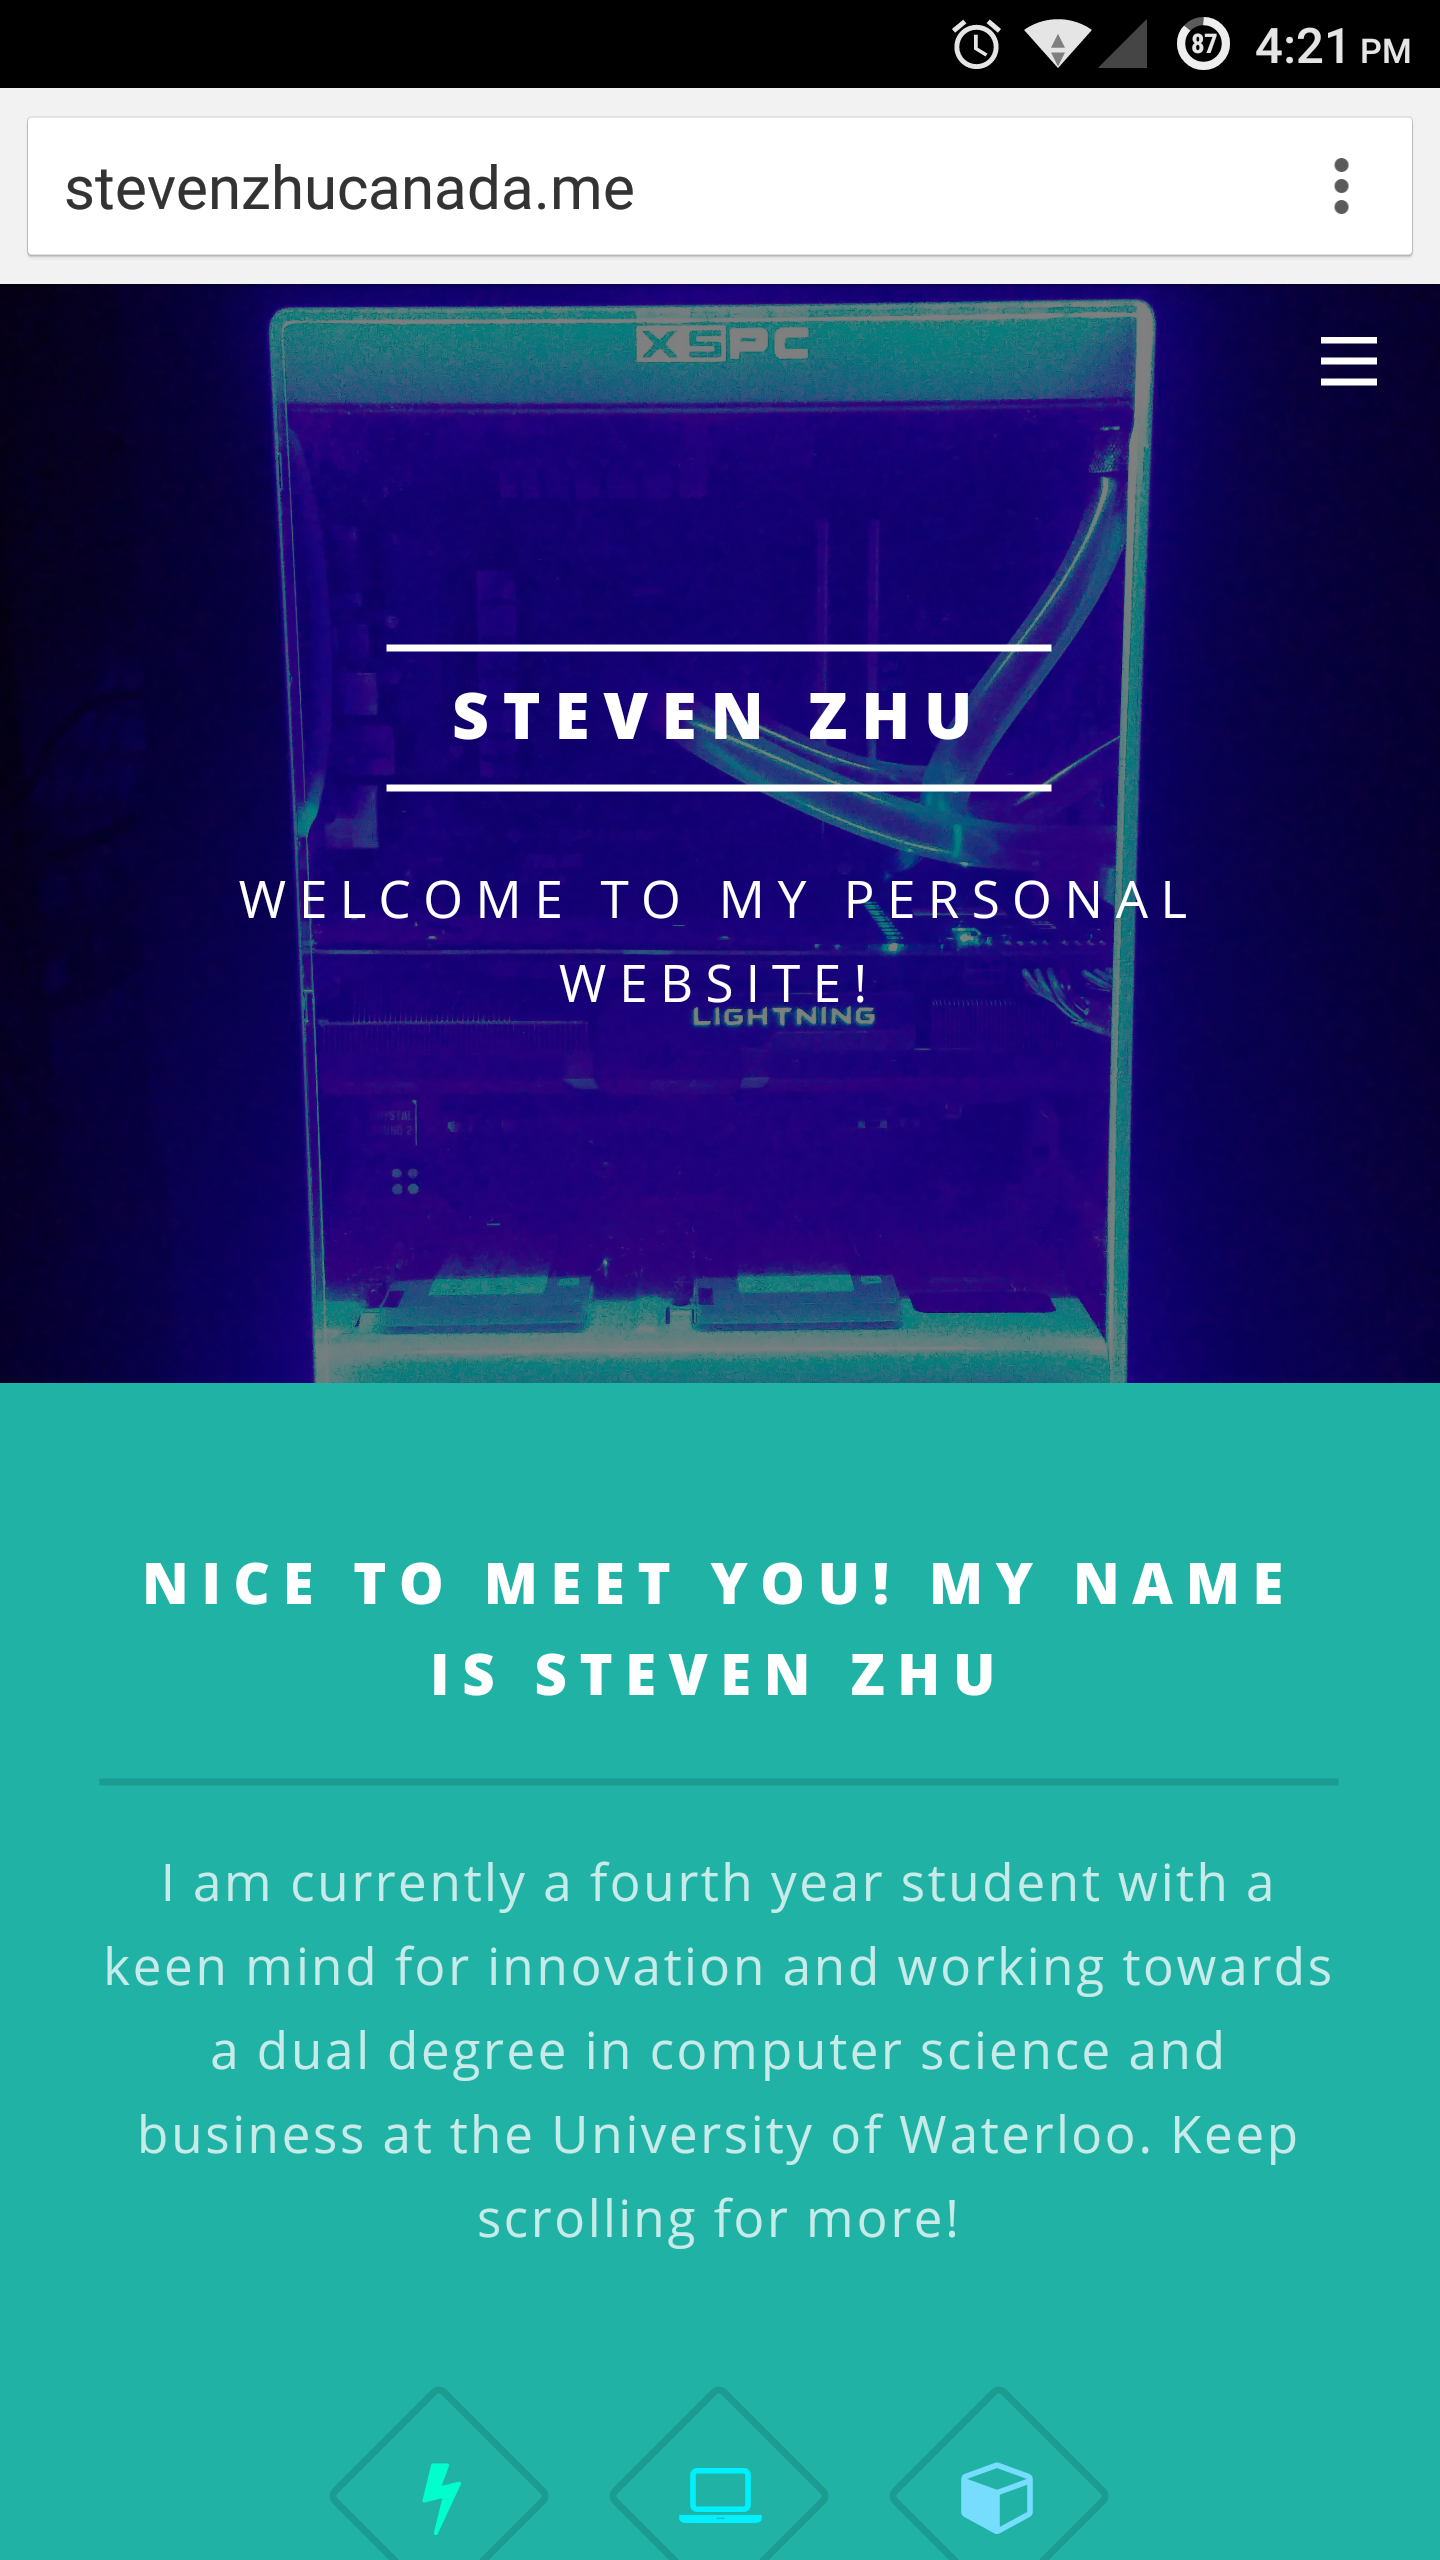 87 4:21 PM
stevenzhucanada.me
XSPC
STEVEN ZHU
WELCOME TO MY PERSONAL
WEBSITE!
LIGHTNING
NICE TO MEET YOU! MY NAME
IS STEVEN ZHU
I am currently a fourth year student with a
keen mind for innovation and working towards
a dual degree in computer science and
business at the University of Waterloo. Keep
scrolling for more!